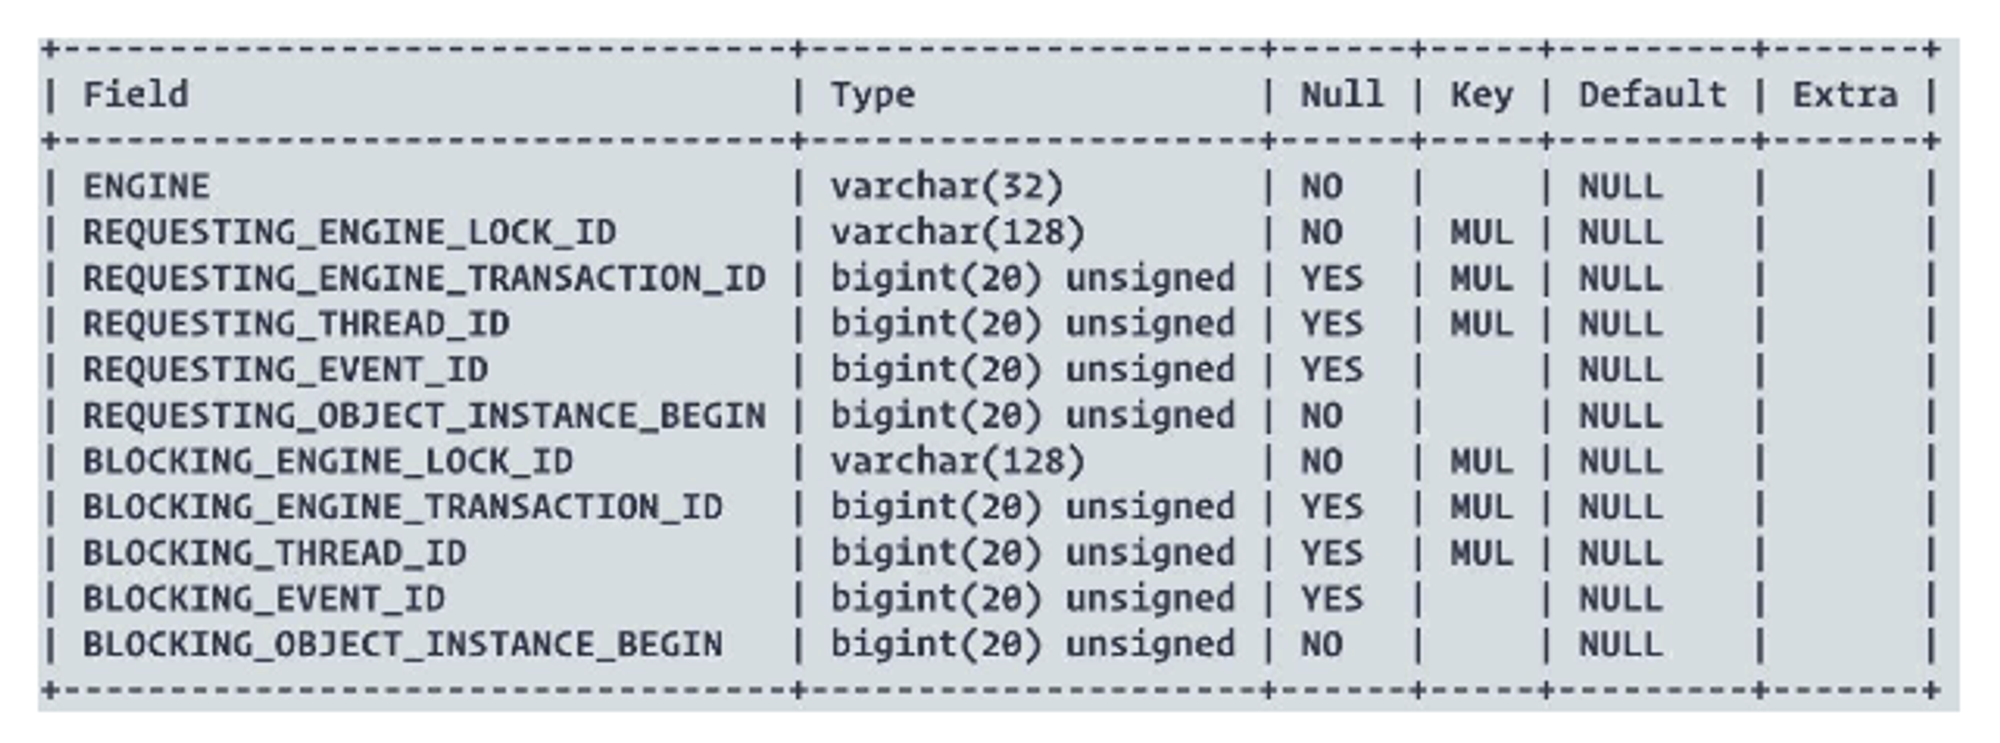 +----------------------------------+----------------------+------+-----+---------+-------+
| Field                            | Type                 | Null | Key | Default | Extra |
+----------------------------------+----------------------+------+-----+---------+-------+
| ENGINE                           | varchar(32)          | NO   |     | NULL    |       |
| REQUESTING_ENGINE_LOCK_ID        | varchar(128)         | NO   | MUL | NULL    |       |
| REQUESTING_ENGINE_TRANSACTION_ID | bigint(20) unsigned  | YES  | MUL | NULL    |       |
| REQUESTING_THREAD_ID             | bigint(20) unsigned  | YES  | MUL | NULL    |       |
| REQUESTING_EVENT_ID              | bigint(20) unsigned  | YES  |     | NULL    |       |
| REQUESTING_OBJECT_INSTANCE_BEGIN | bigint(20) unsigned  | NO   |     | NULL    |       |
| BLOCKING_ENGINE_LOCK_ID          | varchar(128)         | NO   | MUL | NULL    |       |
| BLOCKING_ENGINE_TRANSACTION_ID   | bigint(20) unsigned  | YES  | MUL | NULL    |       |
| BLOCKING_THREAD_ID               | bigint(20) unsigned  | YES  | MUL | NULL    |       |
| BLOCKING_EVENT_ID                | bigint(20) unsigned  | YES  |     | NULL    |       |
| BLOCKING_OBJECT_INSTANCE_BEGIN   | bigint(20) unsigned  | NO   |     | NULL    |       |
+----------------------------------+----------------------+------+-----+---------+-------+